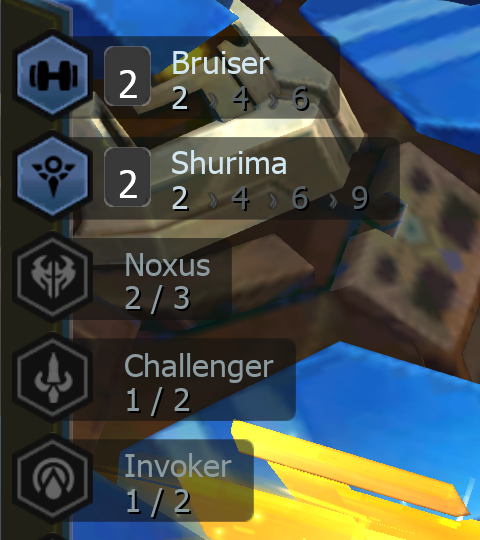 2 Bruiser
2 › 4 › 6
2 Shurima
2 › 4 › 6 › 9
Noxus
2 / 3
Challenger
1 / 2
Invoker
1 / 2